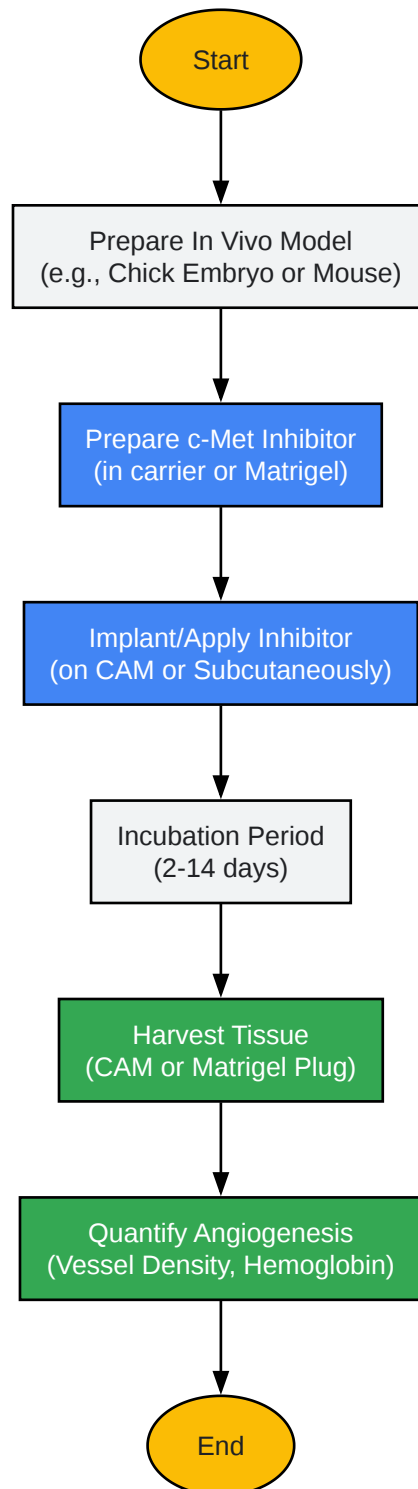 Start
Prepare In Vivo Model
(e.g., Chick Embryo or Mouse)
Prepare c-Met Inhibitor
(in carrier or Matrigel)
Implant/Apply Inhibitor
(on CAM or Subcutaneously)
Incubation Period
(2-14 days)
Harvest Tissue
(CAM or Matrigel Plug)
Quantify Angiogenesis
(Vessel Density, Hemoglobin)
End